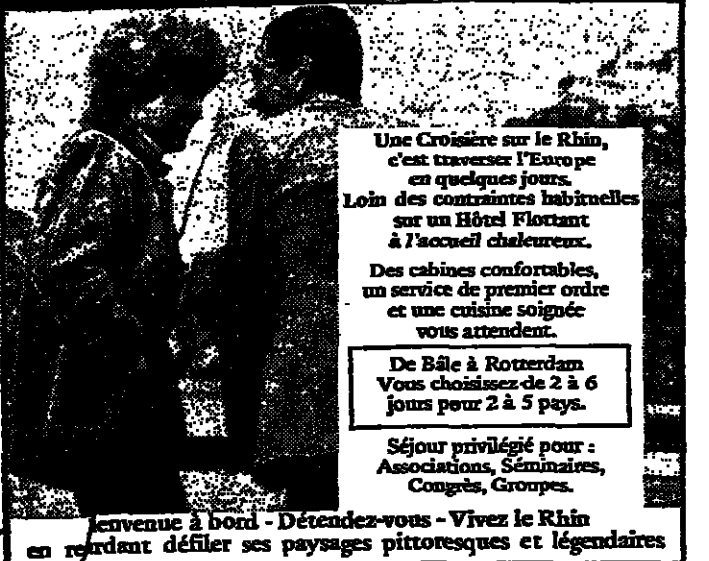 Une Croisière sur le Rhin,
c'est traverser l'Europe
en quelques jours.
Loin des contraintes habituelles
sur un Hôtel Flottant
à l'accueil chaleureux.
Des cabines confortables,
un service de premier ordre
et une cuisine soignée
vous attendent.
De Bâle à Rotterdam
Vous choisissez de 2 à 6
jours pour 2 à 5 pays.
Séjour privilégié pour :
Associations, Séminaires,
Congrès, Groupes.
ienvenue à bord - Détendez-vous - Vivez le Rhin
en re rdant défiler ses paysages pittoresques et légendaires